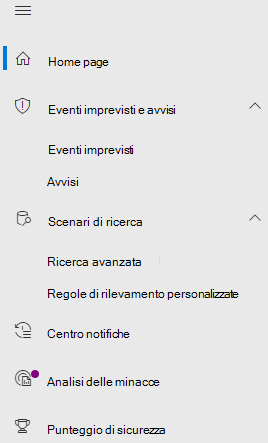 Home page
Eventi imprevisti e avvisi
Eventi imprevisti
Avvisi
Scenari di ricerca
Ricerca avanzata
Regole di rilevamento personalizzate
Centro notifiche
Analisi delle minacce
Punteggio di sicurezza